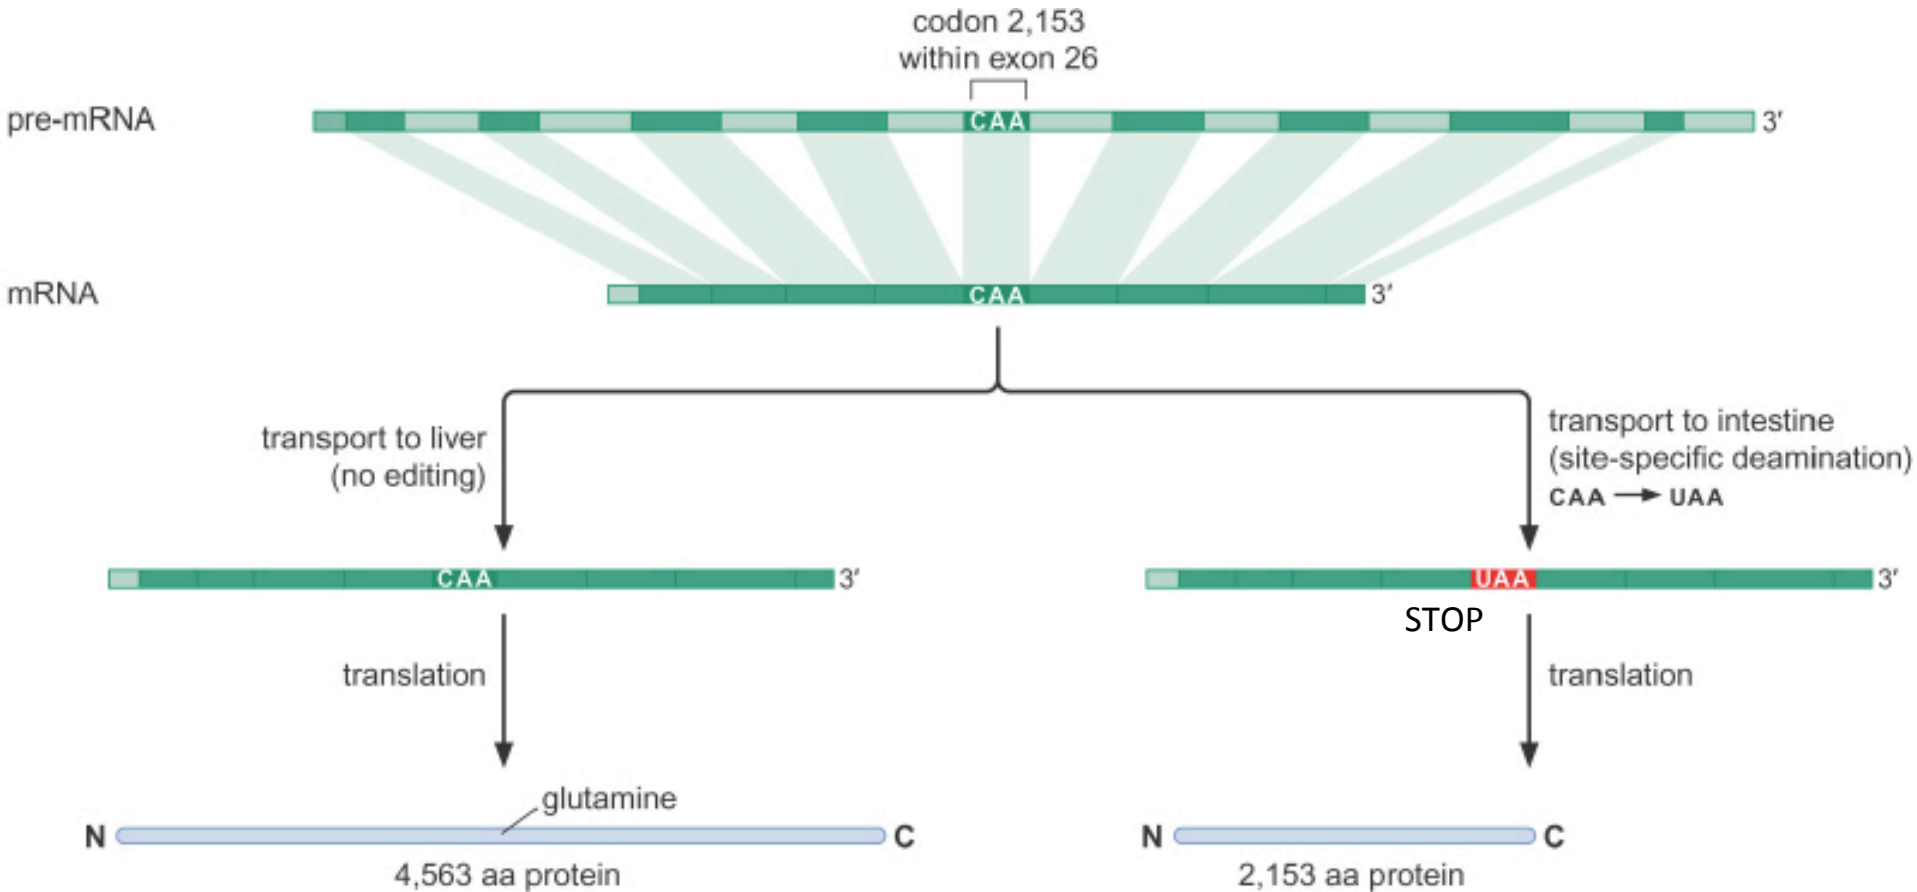 codon 2,153
within exon 26
pre-mRNA
CAA
3′
mRNA
CAA
3′
transport to liver
(no editing)
transport to intestine
(site-specific deamination)
CAA → UAA
CAA
3′
UAA
3′
STOP
translation
translation
glutamine
N
C
4,563 aa protein
N
C
2,153 aa protein